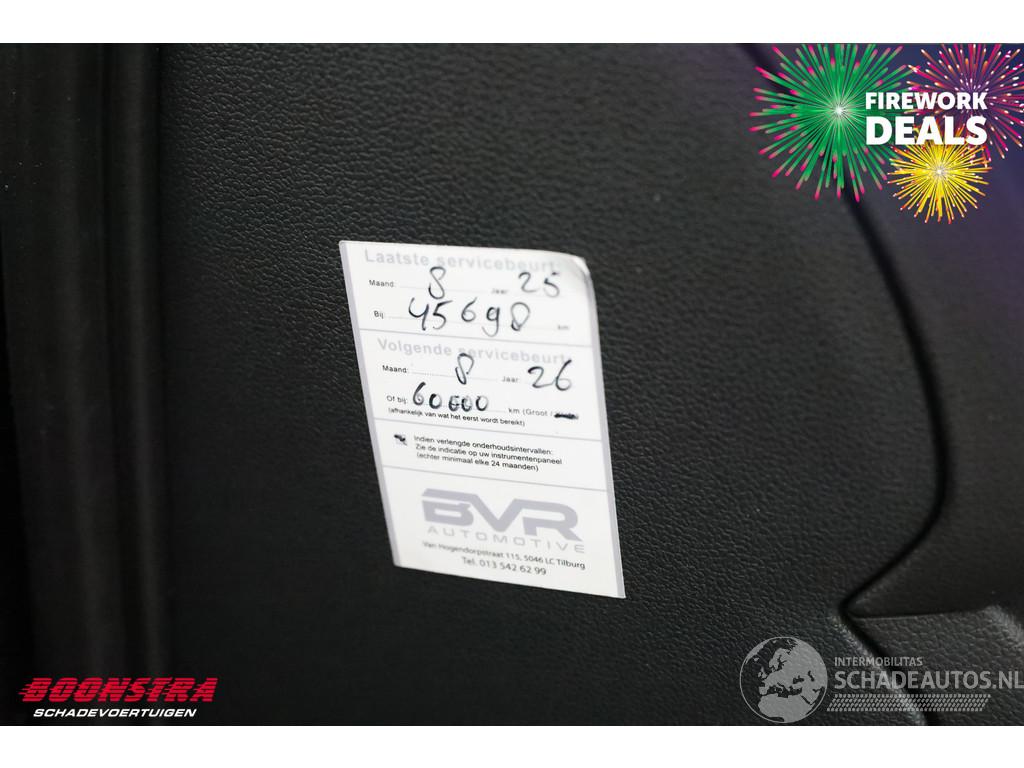 FIREWORK
DEALS
Laatste servicebeurt:
Maand: 8 Jaar: 25
Bij: 45698 km
Volgende servicebeurt:
Maand: 8 Jaar: 26
Of bij: 60000 km (Groot /
(afhankelijk van wat het eerst wordt bereikt)
Indien verlengde onderhoudsintervallen:
Zie de indicatie op uw instrumentenpaneel
(echter minimaal elke 24 maanden)
BVR
AUTOMOTIVE
Van Hogendorpstraat 115, 5046 LC Tilburg
Tel. 013 542 62 99
BOONSTRA
SCHADEVOERTUIGEN
INTERMOBILITAS
SCHADEAUTOS.NL